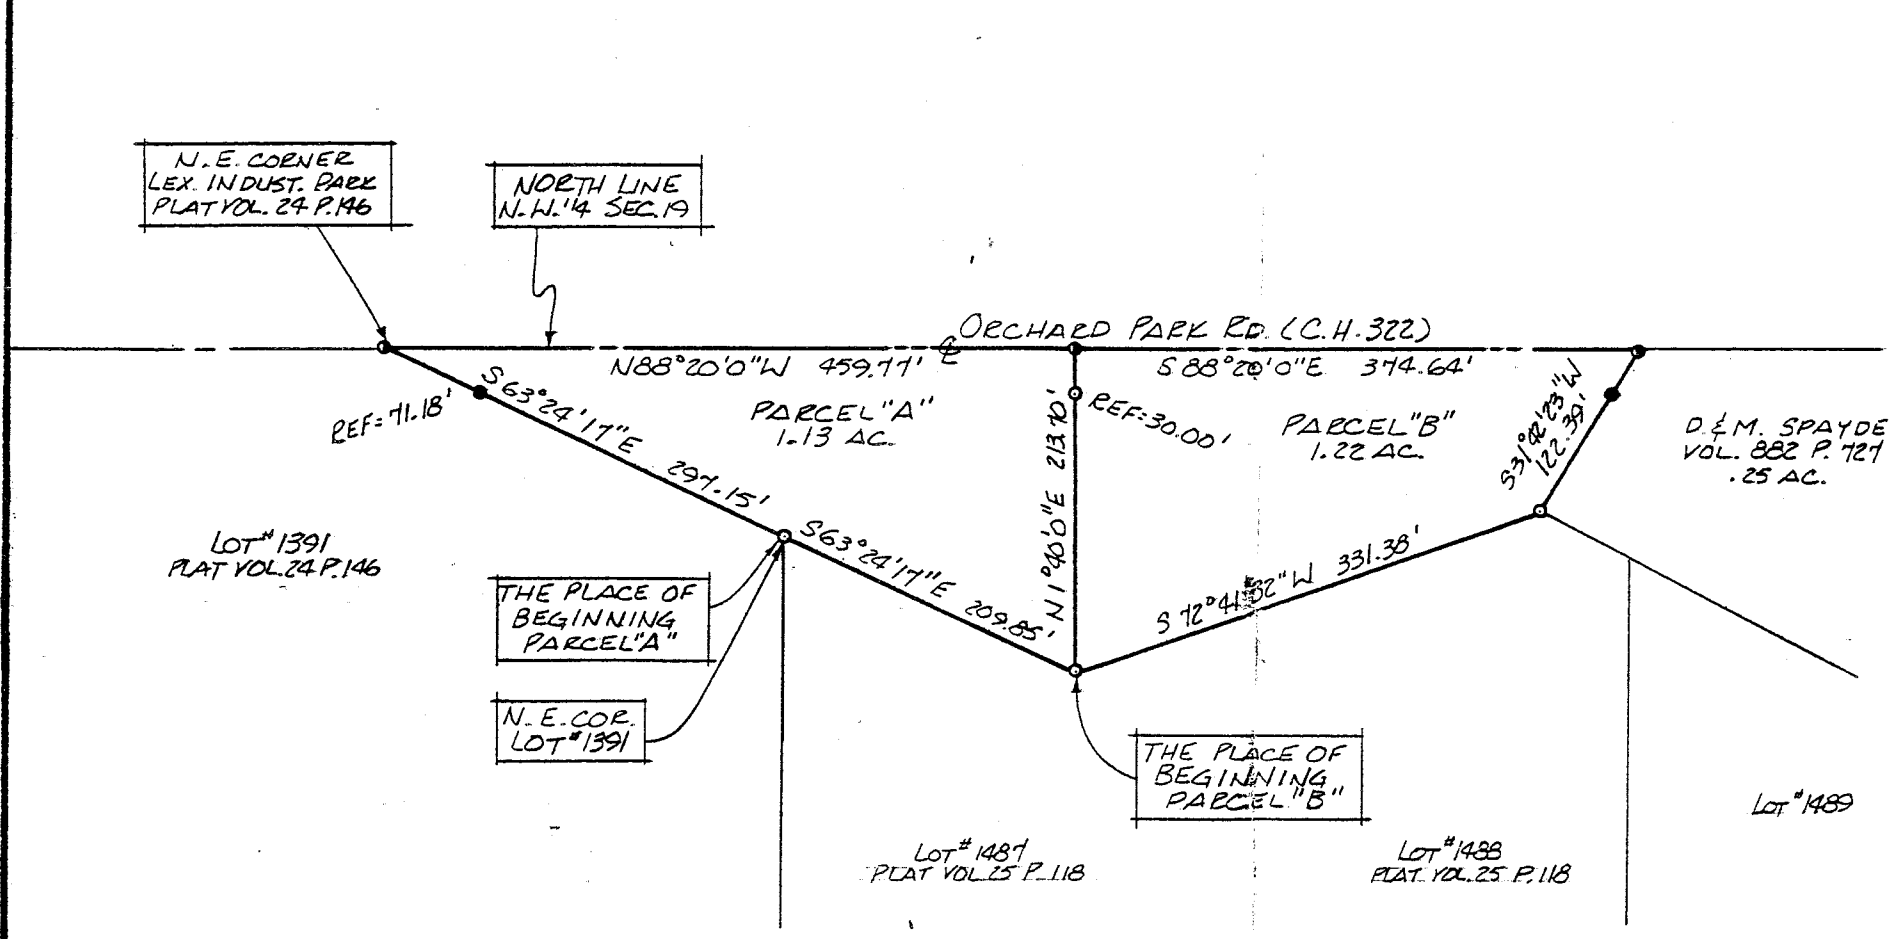 N.E. CORNER
LEX. INDUST. PARK
PLAT VOL. 24 P.146
NORTH LINE
N.W. 1/4 SEC. 19
ORCHARD PARK RD. (C.H. 322)
N88°20'0"W 459.77'
S 88°20'0"E 374.64'
REF=71.18'
S63°24'17"E 297.15'
PARCEL "A"
1.13 AC.
N1°40'0"E 213.70'
REF=30.00'
PARCEL "B"
1.22 AC.
S31°42'23"W
122.39'
D. & M. SPAYDE
VOL. 882 P. 727
.25 AC.
LOT #1391
PLAT VOL. 24 P. 146
S63°24'17"E 209.85'
S 72°41'32"W 331.38'
THE PLACE OF
BEGINNING
PARCEL "A"
N.E. COR.
LOT #1391
THE PLACE OF
BEGINNING
PARCEL "B"
LOT #1487
PLAT VOL 25 P. 118
LOT #1488
PLAT VOL. 25 P. 118
LOT #1489